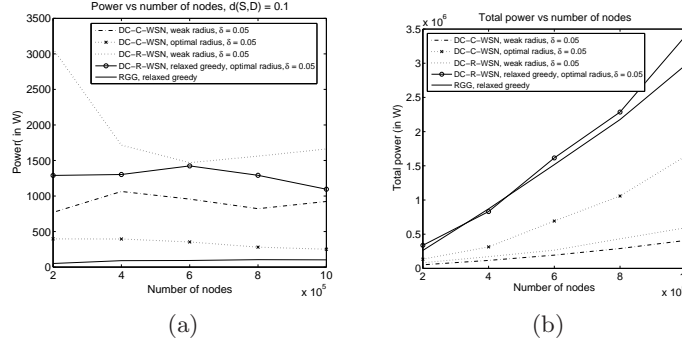 Power vs number of nodes, d(S,D) = 0.1
DC-C-WSN, weak radius, δ = 0.05
DC-C-WSN, optimal radius, δ = 0.05
DC-R-WSN, weak radius, δ = 0.05
DC-R-WSN, relaxed greedy, optimal radius, δ = 0.05
RGG, relaxed greedy
3500
3000
2500
2000
1500
1000
500
0
Power( in W)
2
4
6
8
10
x 10^5
Number of nodes
(a)
Total power vs number of nodes
x 10^6
DC-C-WSN, weak radius, δ = 0.05
DC-C-WSN, optimal radius, δ = 0.05
DC-R-WSN, weak radius, δ = 0.05
DC-R-WSN, relaxed greedy, optimal radius, δ = 0.05
RGG, relaxed greedy
3.5
3
2.5
2
1.5
1
0.5
0
Total power (in W)
2
4
6
8
Number of nodes
x 10
(b)